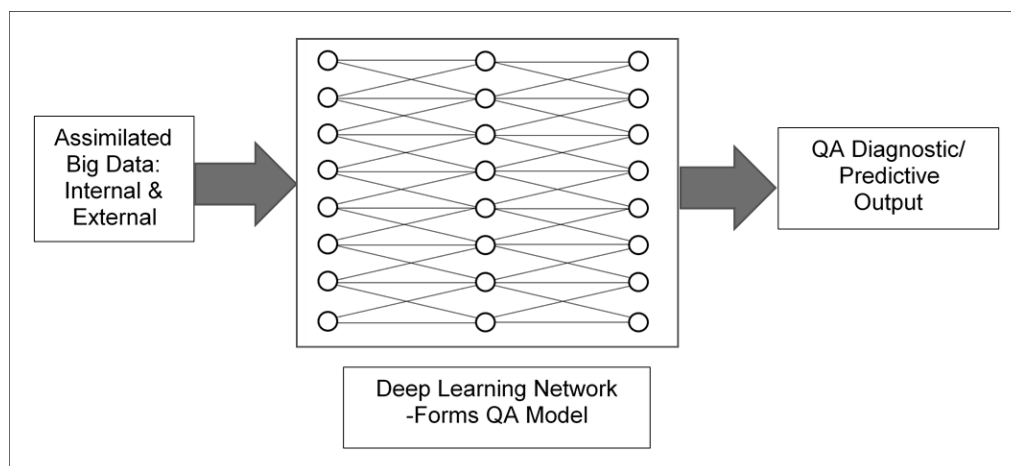 Assimilated
Big Data:
Internal &
External
QA Diagnostic/
Predictive
Output
Deep Learning Network
-Forms QA Model